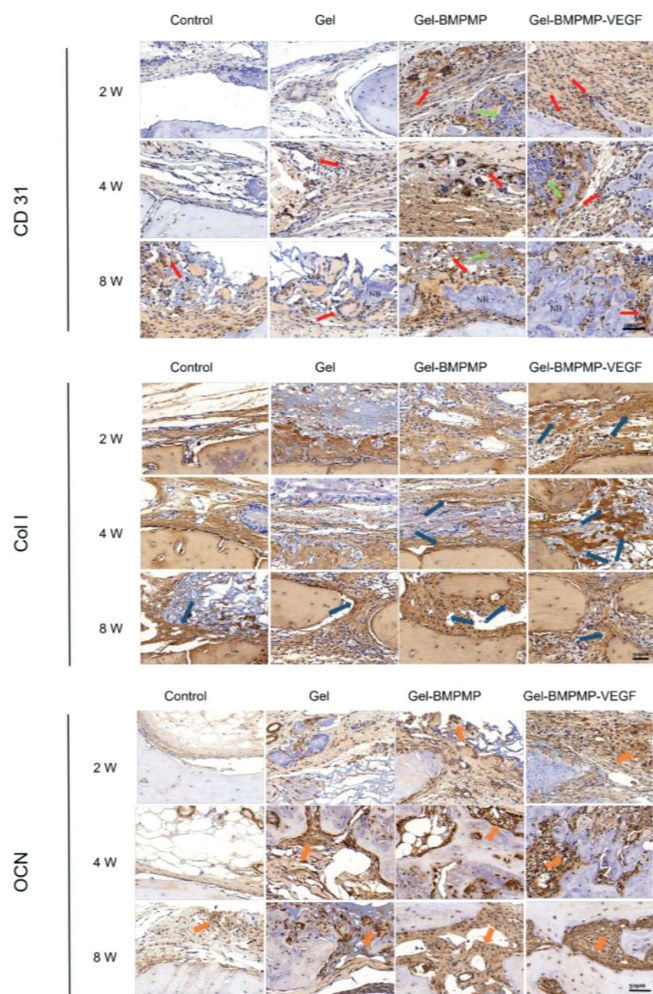 Control Gel Gel-BMPMP Gel-BMPMP-VEGF
CD 31
2 W
NB
4 W
NB
8 W
NB
NB
NB
NB
Control Gel Gel-BMPMP Gel-BMPMP-VEGF
Col I
2 W
4 W
8 W
Control Gel Gel-BMPMP Gel-BMPMP-VEGF
OCN
2 W
4 W
8 W
50μm